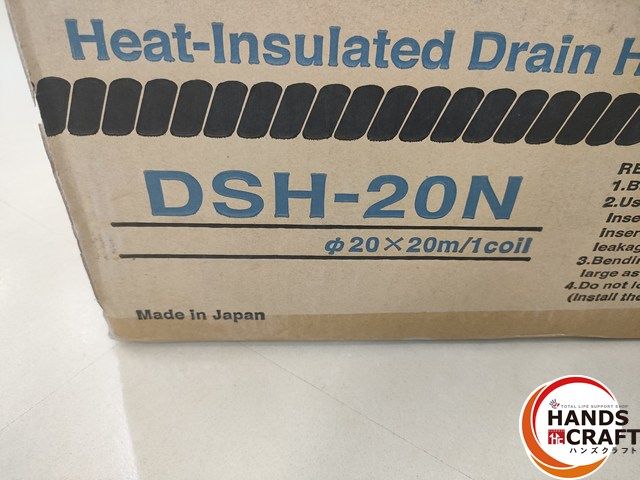 Heat-Insulated Drain H
DSH-20N
φ20×20m/1coil
Made in Japan
RE
1.B
2.Us
Inse
Inser
leakag
3.Bendin
large as
4.Do not lo
(Install the
TOTAL LIFE SUPPORT SHOP
HANDS
CRAFT
ハンズクラフト